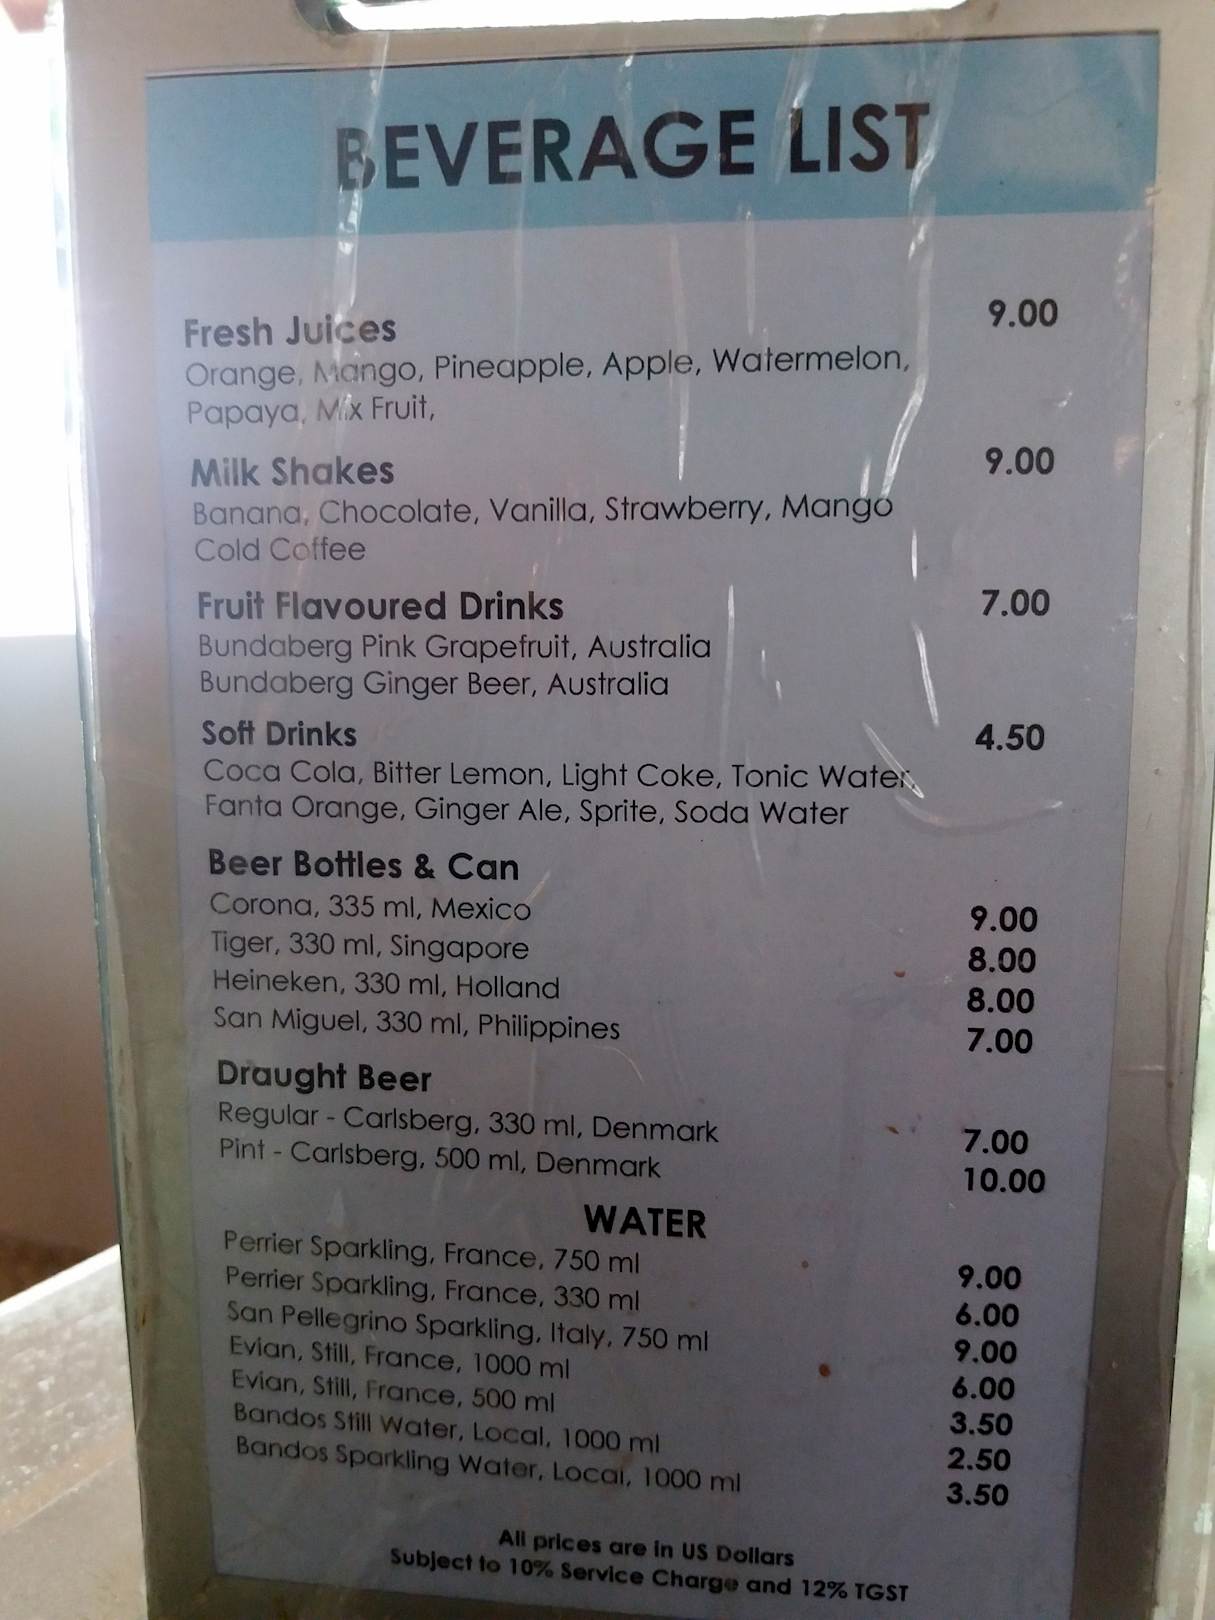 BEVERAGE LIST
Fresh Juices 9.00
Orange, Mango, Pineapple, Apple, Watermelon,
Papaya, Mix Fruit,
Milk Shakes 9.00
Banana, Chocolate, Vanilla, Strawberry, Mango
Cold Coffee
Fruit Flavoured Drinks 7.00
Bundaberg Pink Grapefruit, Australia
Bundaberg Ginger Beer, Australia
Soft Drinks 4.50
Coca Cola, Bitter Lemon, Light Coke, Tonic Water,
Fanta Orange, Ginger Ale, Sprite, Soda Water
Beer Bottles & Can
Corona, 335 ml, Mexico 9.00
Tiger, 330 ml, Singapore 8.00
Heineken, 330 ml, Holland 8.00
San Miguel, 330 ml, Philippines 7.00
Draught Beer
Regular - Carlsberg, 330 ml, Denmark 7.00
Pint - Carlsberg, 500 ml, Denmark 10.00
WATER
Perrier Sparkling, France, 750 ml 9.00
Perrier Sparkling, France, 330 ml 6.00
San Pellegrino Sparkling, Italy, 750 ml 9.00
Evian, Still, France, 1000 ml 6.00
Evian, Still, France, 500 ml 3.50
Bandos Still Water, Local, 1000 ml 2.50
Bandos Sparkling Water, Local, 1000 ml 3.50
All prices are in US Dollars
Subject to 10% Service Charge and 12% TGST